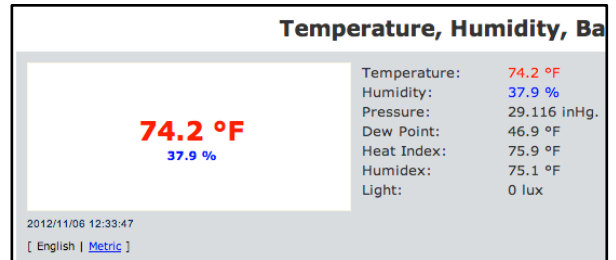 Temperature, Humidity, Ba
74.2 °F
37.9 %
Temperature: 74.2 °F
Humidity: 37.9 %
Pressure: 29.116 inHg.
Dew Point: 46.9 °F
Heat Index: 75.9 °F
Humidex: 75.1 °F
Light: 0 lux
2012/11/06 12:33:47
[ English | Metric ]